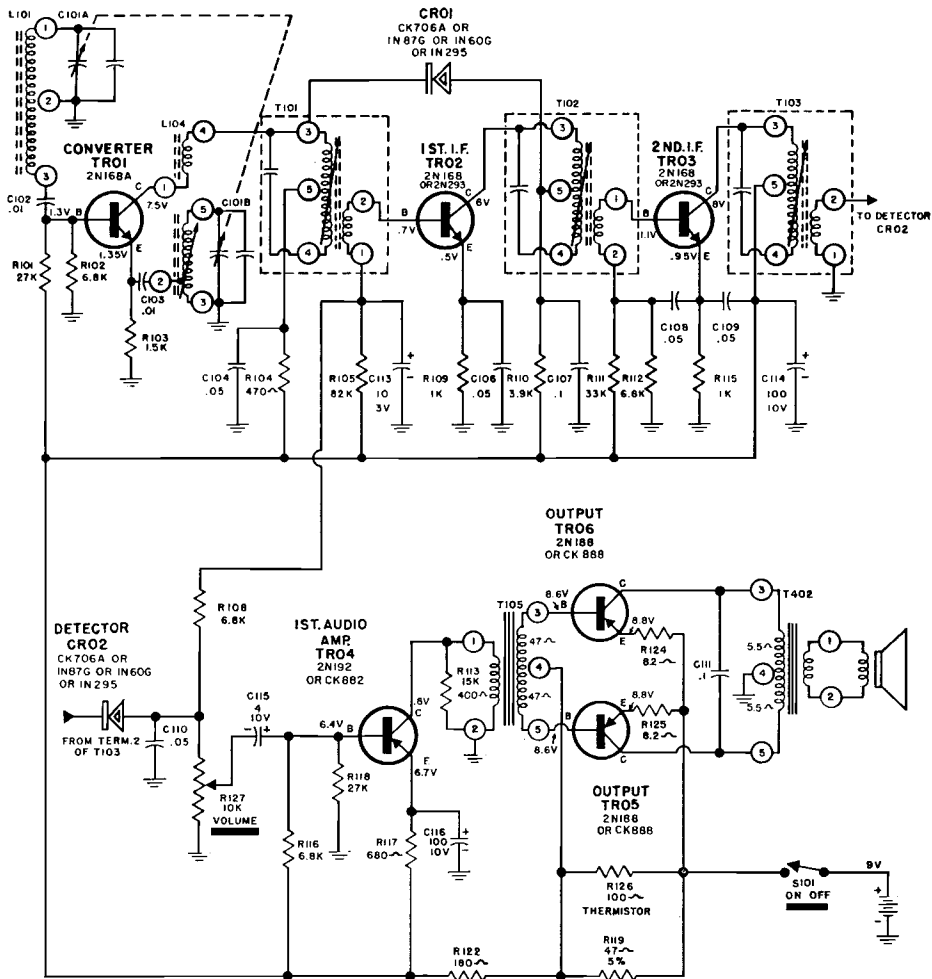 L101
C101A
CR01
CK706A OR
IN87G OR IN60G
OR IN295
CONVERTER
TR01
2N168A
L104
T101
1ST. I.F.
TR02
2N168
OR 2N293
T102
2ND. I.F.
TR03
2N168
OR 2N293
T103
TO DETECTOR
CR02
1
2
3
4
1
C101B
5
2
3
3
5
4
2
1
3
5
4
1
2
3
5
4
2
1
C102
.01
1.3V
B
C
7.5V
E
1.35V
B
.7V
C
6V
E
.5V
B
1.1V
C
8V
E
.95V
R101
27K
R102
6.8K
C103
.01
R103
1.5K
C104
.05
R104
470~
R105
82K
C113
10
3V
+
-
R109
1K
C106
.05
R110
3.9K
C107
.1
R111
33K
R112
6.8K
C108
.05
C109
.05
R115
1K
C114
100
10V
+
-
R108
6.8K
DETECTOR
CR02
CK706A OR
IN87G OR IN60G
OR IN295
FROM TERM. 2
OF T103
C110
.05
R127
10K
VOLUME
C115
4
10V
-
+
R116
6.8K
R118
27K
1ST. AUDIO
AMP.
TR04
2N192
OR CK882
6.4V
B
.8V
C
E
6.7V
R117
680~
C116
100
10V
+
-
1
2
R113
15K
400~
T105
3
4
5
47~
47~
OUTPUT
TR06
2N188
OR CK888
8.6V
B
C
E
8.8V
R124
8.2~
8.8V
R125
8.2~
B
8.6V
E
C
OUTPUT
TR05
2N188
OR CK888
C111
.1
T402
3
4
5
5.5~
5.5~
1
2
R126
100~
THERMISTOR
S101
ON OFF
9V
+
-
R122
180~
R119
47~
5%